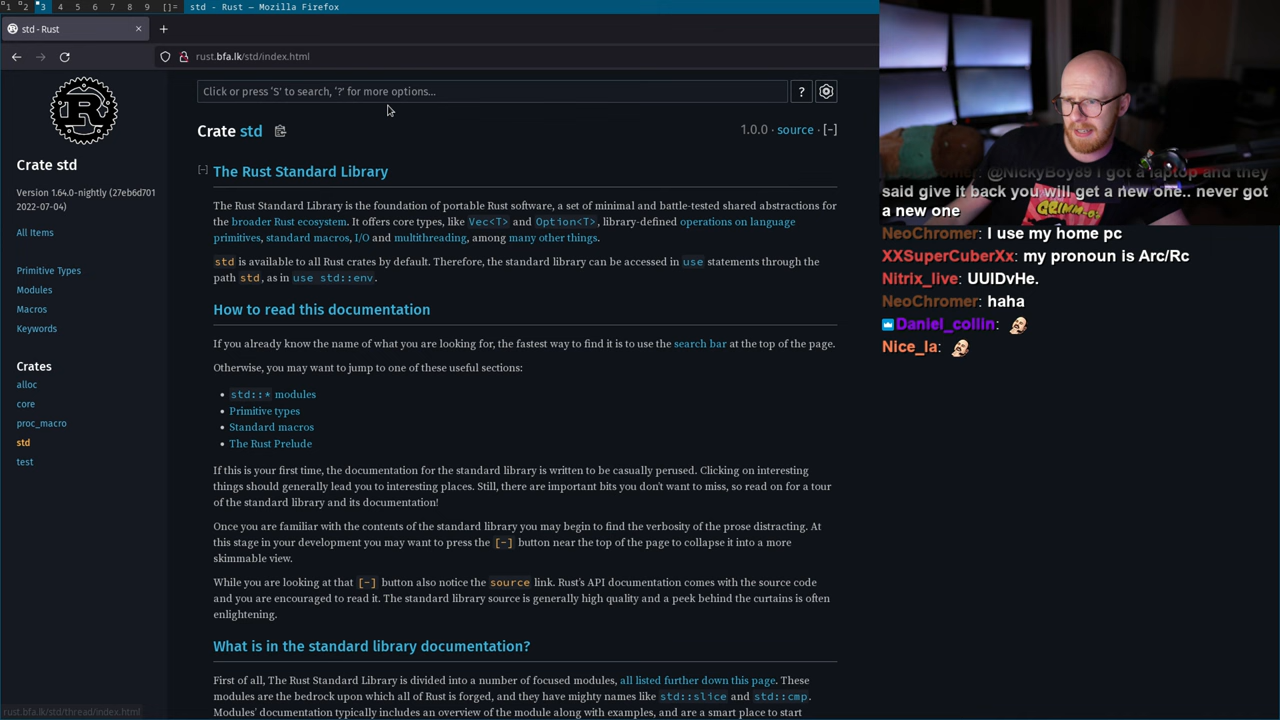 1 2 3 4 5 6 7 8 9 []= std - Rust — Mozilla Firefox
std - Rust
rust.bfa.lk/std/index.html
Click or press ‘S’ to search, ‘?’ for more options…
?
R
Crate std
Version 1.64.0-nightly (27eb6d701
2022-07-04)
All Items
Primitive Types
Modules
Macros
Keywords
Crates
alloc
core
proc_macro
std
test
Crate std
1.0.0 · source · [-]
[-] The Rust Standard Library
The Rust Standard Library is the foundation of portable Rust software, a set of minimal and battle-tested shared abstractions for
the broader Rust ecosystem. It offers core types, like Vec<T> and Option<T>, library-defined operations on language
primitives, standard macros, I/O and multithreading, among many other things.
std is available to all Rust crates by default. Therefore, the standard library can be accessed in use statements through the
path std, as in use std::env.
How to read this documentation
If you already know the name of what you are looking for, the fastest way to find it is to use the search bar at the top of the page.
Otherwise, you may want to jump to one of these useful sections:
• std::* modules
• Primitive types
• Standard macros
• The Rust Prelude
If this is your first time, the documentation for the standard library is written to be casually perused. Clicking on interesting
things should generally lead you to interesting places. Still, there are important bits you don’t want to miss, so read on for a tour
of the standard library and its documentation!
Once you are familiar with the contents of the standard library you may begin to find the verbosity of the prose distracting. At
this stage in your development you may want to press the [-] button near the top of the page to collapse it into a more
skimmable view.
While you are looking at that [-] button also notice the source link. Rust’s API documentation comes with the source code
and you are encouraged to read it. The standard library source is generally high quality and a peek behind the curtains is often
enlightening.
What is in the standard library documentation?
First of all, The Rust Standard Library is divided into a number of focused modules, all listed further down this page. These
modules are the bedrock upon which all of Rust is forged, and they have mighty names like std::slice and std::cmp.
Modules’ documentation typically includes an overview of the module along with examples, and are a smart place to start
rust.bfa.lk/std/thread/index.html
@NickyBoy89 I got a laptop and they
said give it back you will get a new one.. never got
a new one
NeoChromer: I use my home pc
XXSuperCuberXx: my pronoun is Arc/Rc
Nitrix_live: UUIDvHe.
NeoChromer: haha
Daniel_collin:
Nice_la: